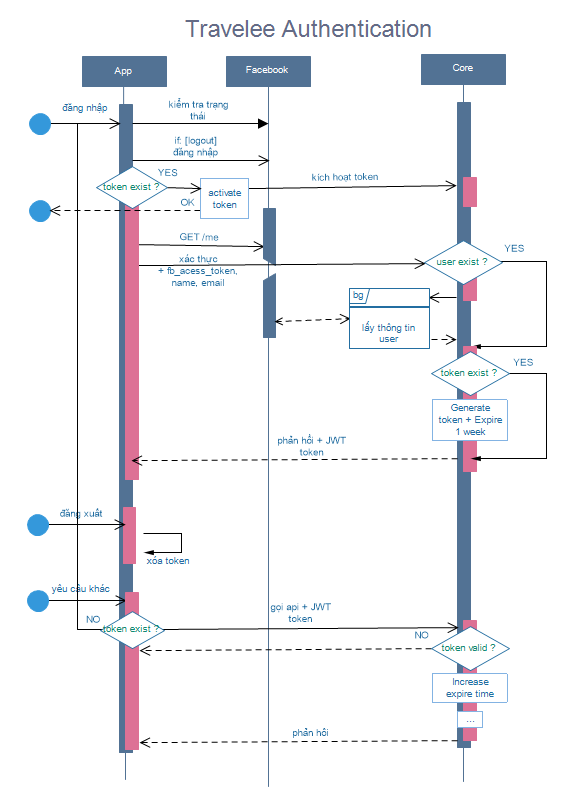 Travelee Authentication
App
Facebook
Core
đăng nhập
kiểm tra trạng
thái
if: [logout]
đăng nhập
YES
token exist ?
activate
token
kích hoạt token
OK
GET /me
xác thực
+ fb_acess_token,
name, email
user exist ?
YES
bg
lấy thông tin
user
YES
token exist ?
Generate
token + Expire
1 week
phản hồi + JWT
token
đăng xuất
xóa token
yêu cầu khác
gọi api + JWT
token
NO
token exist ?
NO
token valid ?
Increase
expire time
...
phản hồi